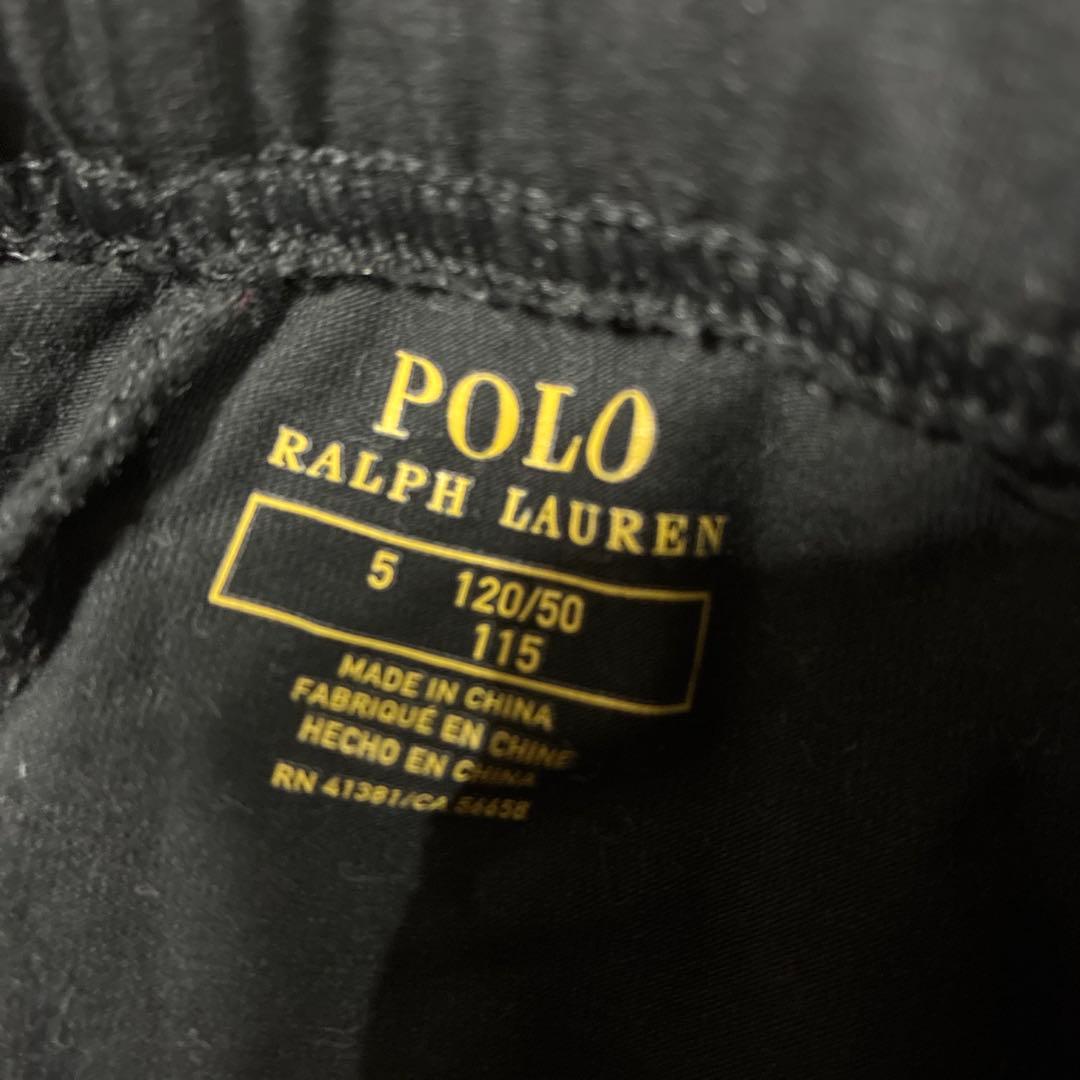 POLO
RALPH LAUREN
5 120/50
115
MADE IN CHINA
FABRIQUÉ EN CHINE
HECHO EN CHINA
RN 41381/CA 56658